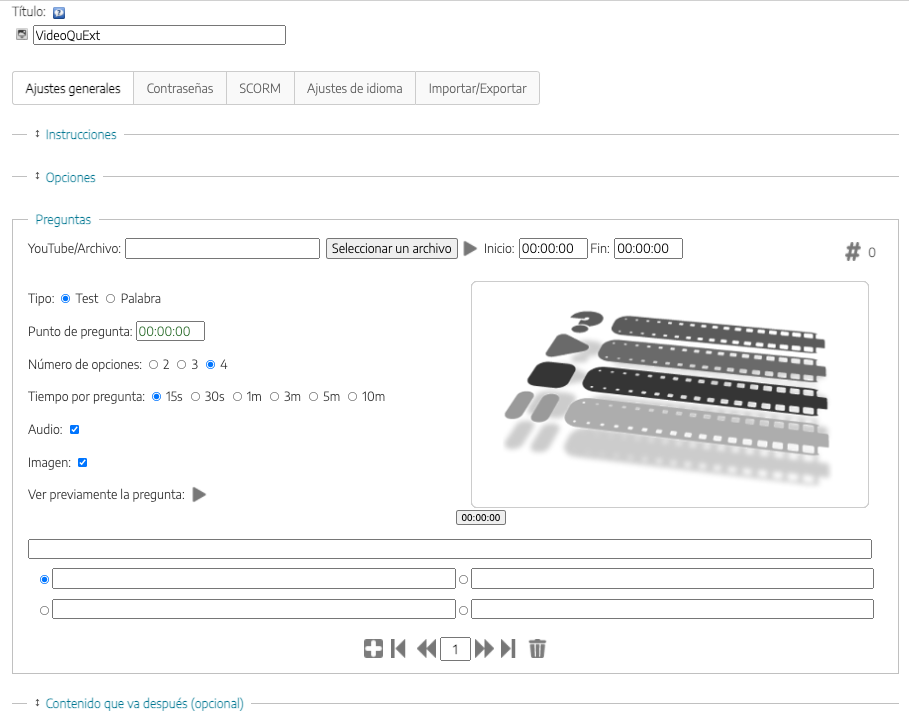 Título:
VideoQuExt
Ajustes generales Contraseñas SCORM Ajustes de idioma Importar/Exportar
Instrucciones
Opciones
Preguntas
YouTube/Archivo: Seleccionar un archivo Inicio: 00:00:00 Fin: 00:00:00 # 0
Tipo: Test Palabra
Punto de pregunta: 00:00:00
Número de opciones: 2 3 4
Tiempo por pregunta: 15s 30s 1m 3m 5m 10m
Audio:
Imagen:
Ver previamente la pregunta:
?
00:00:00
1
Contenido que va después (opcional)